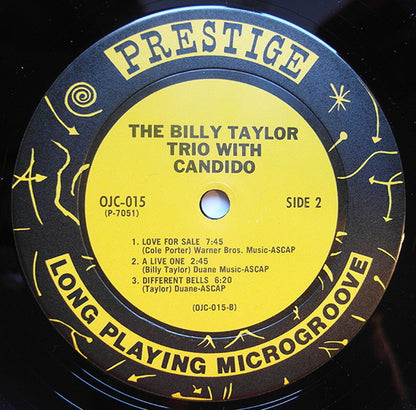 PRESTIGE
THE BILLY TAYLOR
TRIO WITH
CANDIDO
OJC-015
(P-7051)
SIDE 2
1. LOVE FOR SALE 7:45
(Cole Porter) Warner Bros. Music-ASCAP
2. A LIVE ONE 2:45
(Billy Taylor) Duane Music-ASCAP
3. DIFFERENT BELLS 6:20
(Taylor) Duane-ASCAP
(OJC-015-B)
LONG PLAYING MICROGROOVE